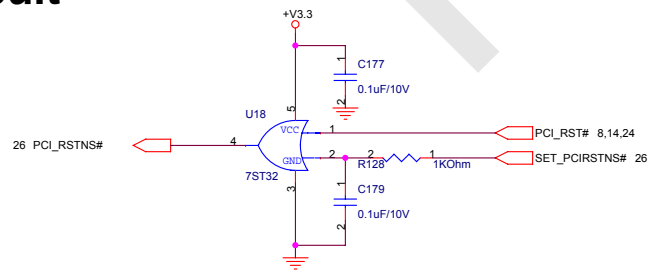 +V3.3
1
C177
0.1uF/10V
2
U18
5
VCC
1
PCI_RST# 8,14,24
26 PCI_RSTNS#
4
GND
2
2
R128
1
1KOhm
SET_PCIRSTNS# 26
7ST32
3
1
C179
0.1uF/10V
2